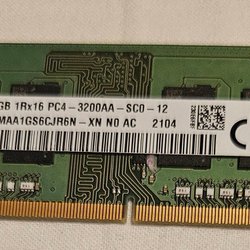 GB 1Rx16 PC4-3200AA-SC0-12
MAA1GS6CJR6N-XN N0 AC 2104